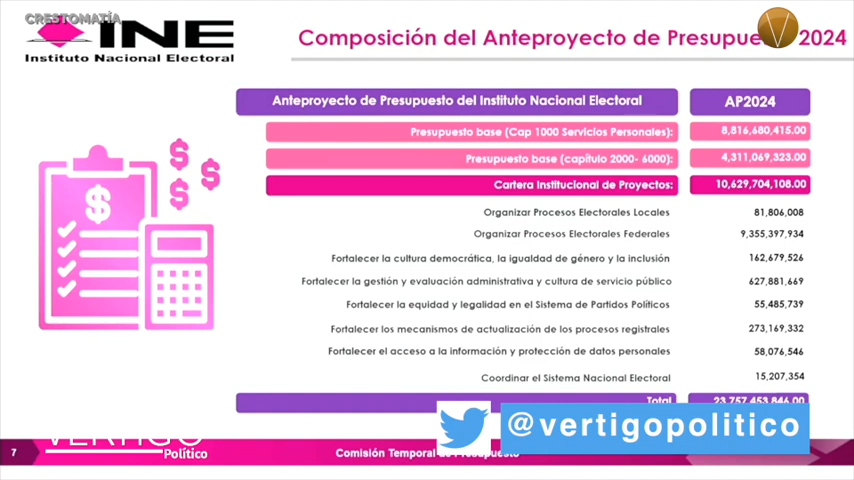 CRESTOMATÍA
INE
Instituto Nacional Electoral
Composición del Anteproyecto de 2024
V
Anteproyecto de Presupuesto del Instituto Nacional Electoral AP2024
Presupuesto base (Cap 1000 Servicios Personales): 8,816,680,415.00
Presupuesto base (capítulo 2000- 6000): 4,311,069,323.00
Cartera Institucional de Proyectos: 10,629,704,108.00
Organizar Procesos Electorales Locales 81,806,008
Organizar Procesos Electorales Federales 9,355,397,934
Fortalecer la cultura democrática, la igualdad de género y la inclusión 162,679,526
Fortalecer la gestión y evaluación administrativa y cultura de servicio público 627,881,669
Fortalecer la equidad y legalidad en el Sistema de Partidos Políticos 55,485,739
Fortalecer los mecanismos de actualización de los procesos registrales 273,169,332
Fortalecer el acceso a la información y protección de datos personales 58,076,546
Coordinar el Sistema Nacional Electoral 15,207,354
Total 23,757,453,846.00
@vertigopolitico
VÉRTIGO
Político
7 Comisión Temporal de Presupuesto